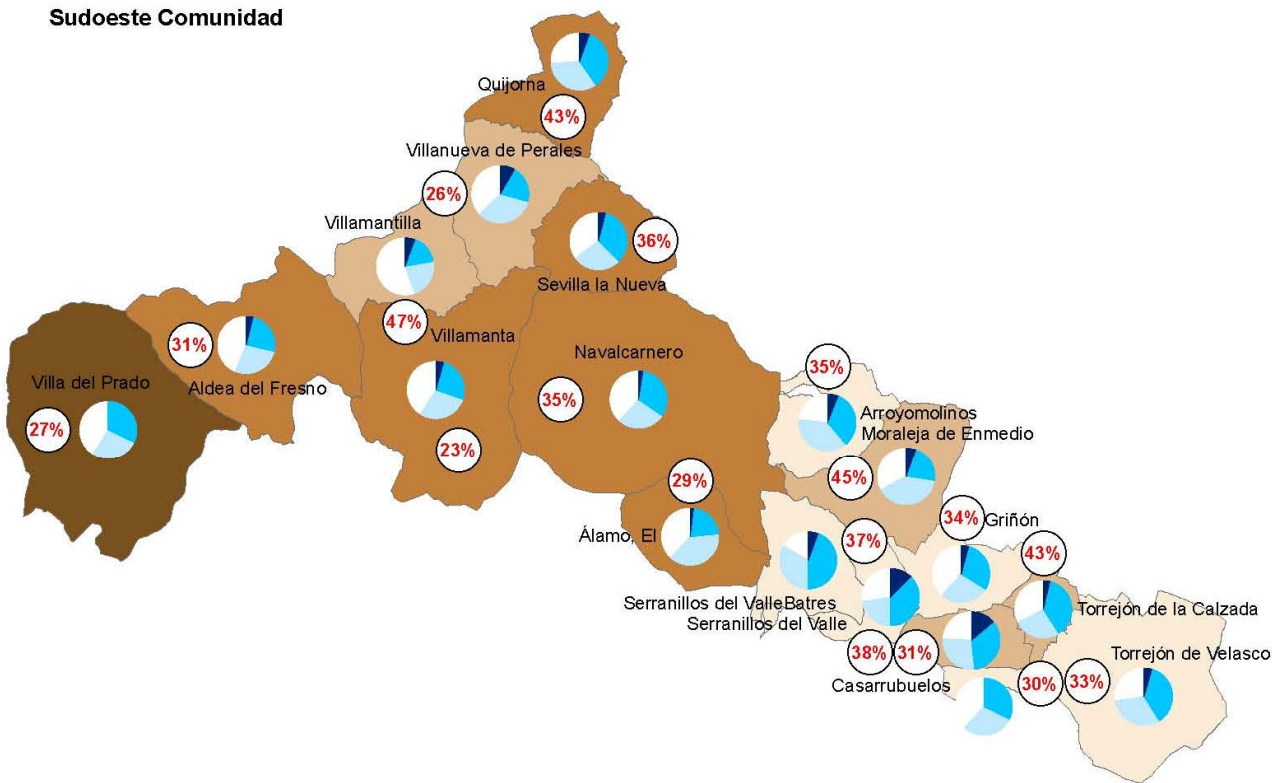 Sudoeste Comunidad
Quijorna
43%
Villanueva de Perales
26%
Villamantilla
36%
Sevilla la Nueva
47%
Villamanta
31%
Aldea del Fresno
Villa del Prado
27%
Navalcarnero
35%
23%
35%
Arroyomolinos
Moraleja de Enmedio
45%
29%
Álamo, El
34%
Griñón
37%
43%
Serranillos del Valle
Batres
Serranillos del Valle
Torrejón de la Calzada
38%
31%
Casarrubuelos
Torrejón de Velasco
30%
33%